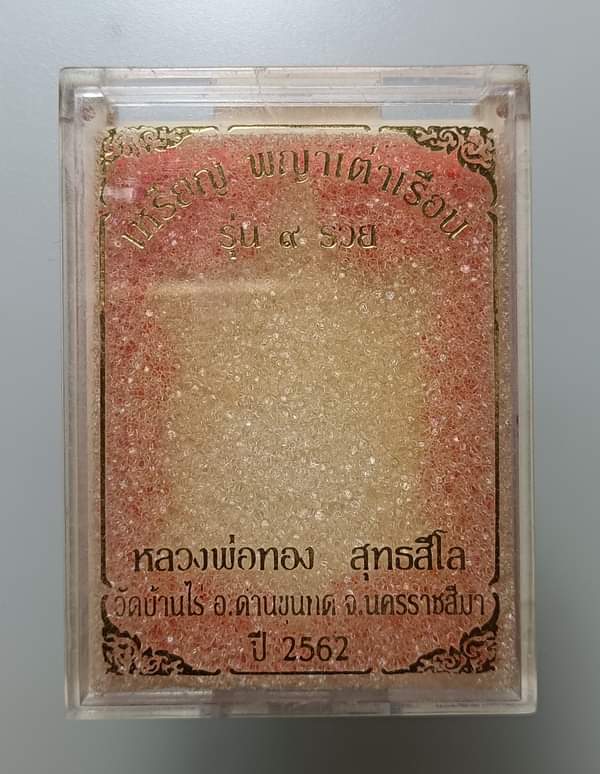 เหรียญ พญาเต่าเรือน
รุ่น ๙ รวย
หลวงพ่อทอง สุทธสีโล
วัดบ้านไร่ อ.ด่านขุนทด จ.นครราชสีมา
ปี 2562